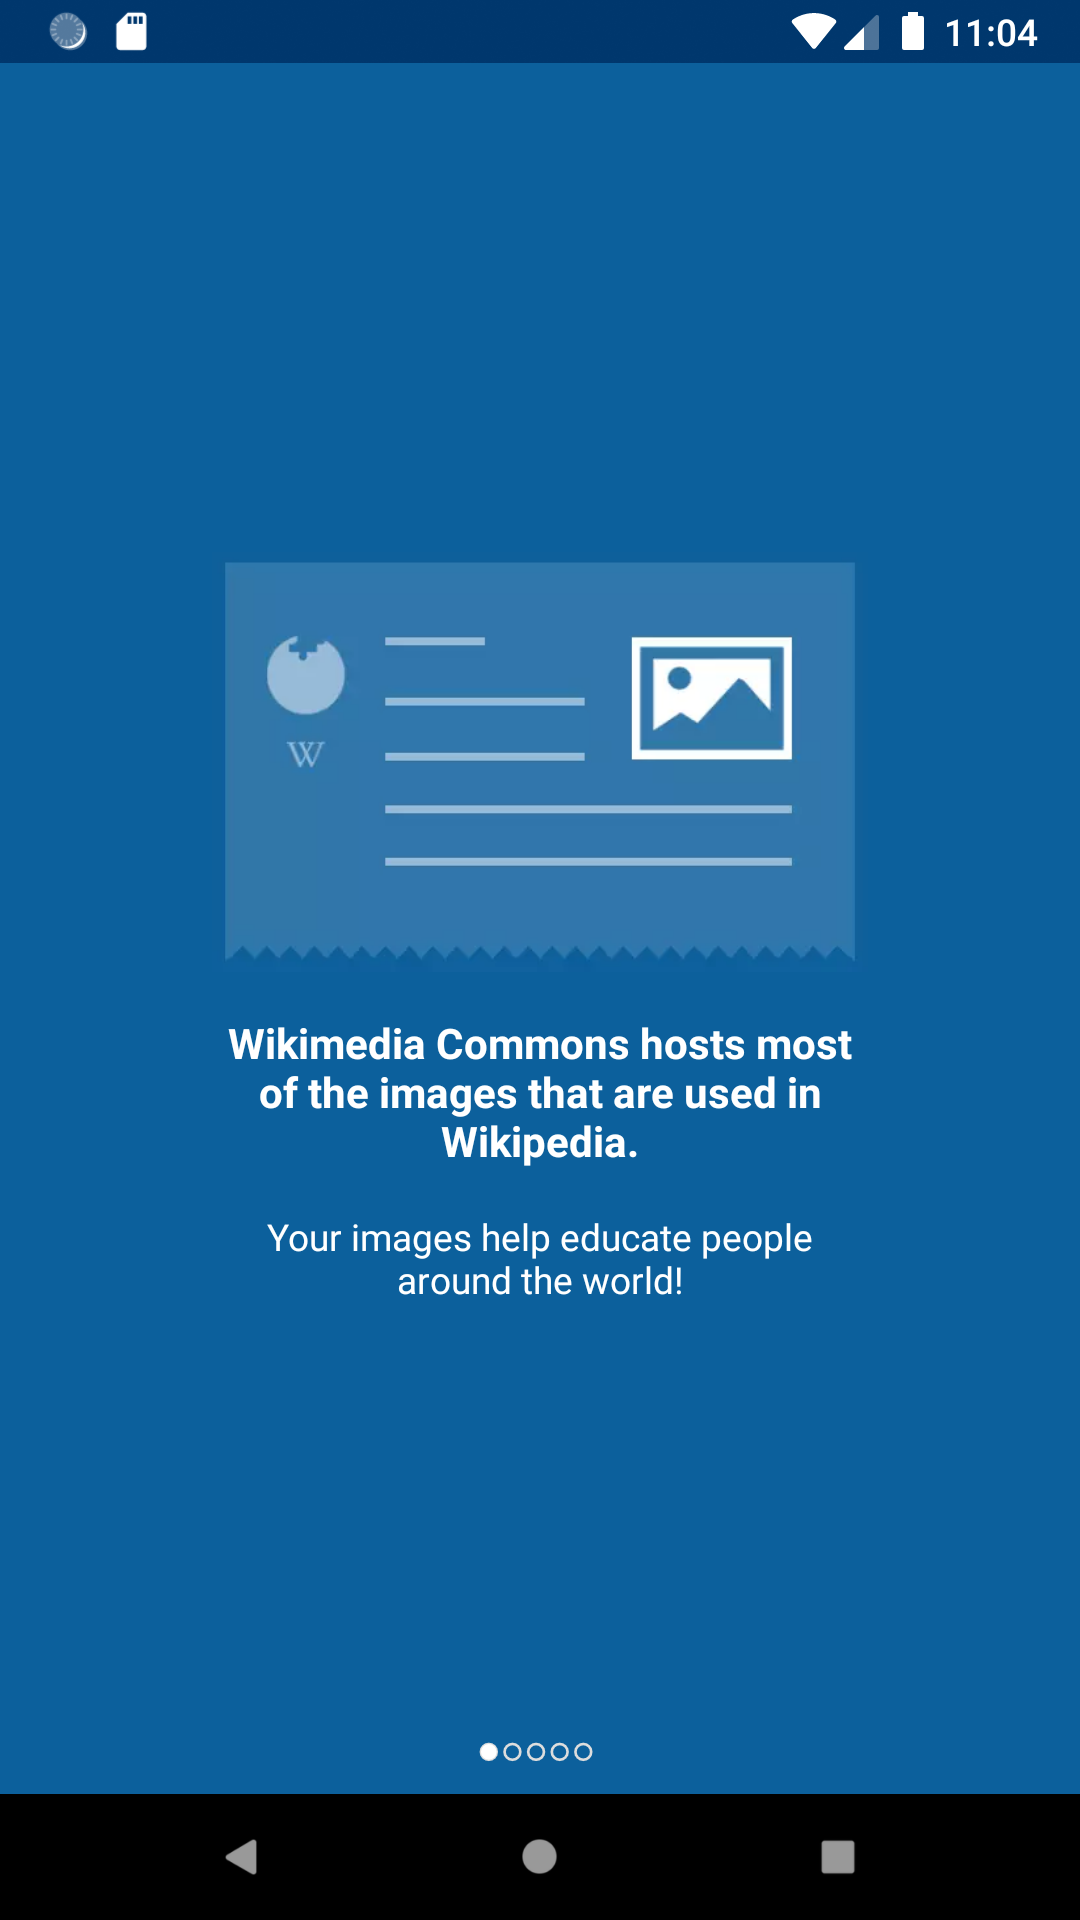 11:04
W
Wikimedia Commons hosts most
of the images that are used in
Wikipedia.
Your images help educate people
around the world!